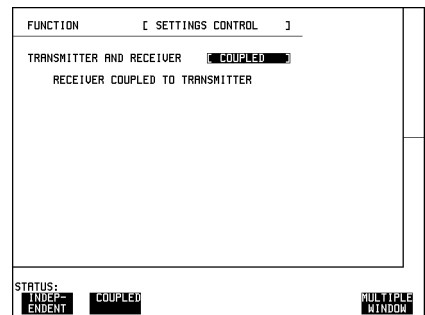 FUNCTION [ SETTINGS CONTROL ]
TRANSMITTER AND RECEIVER [ COUPLED ]
RECEIVER COUPLED TO TRANSMITTER
STATUS:
INDEP-
ENDENT
COUPLED
MULTIPLE
WINDOW